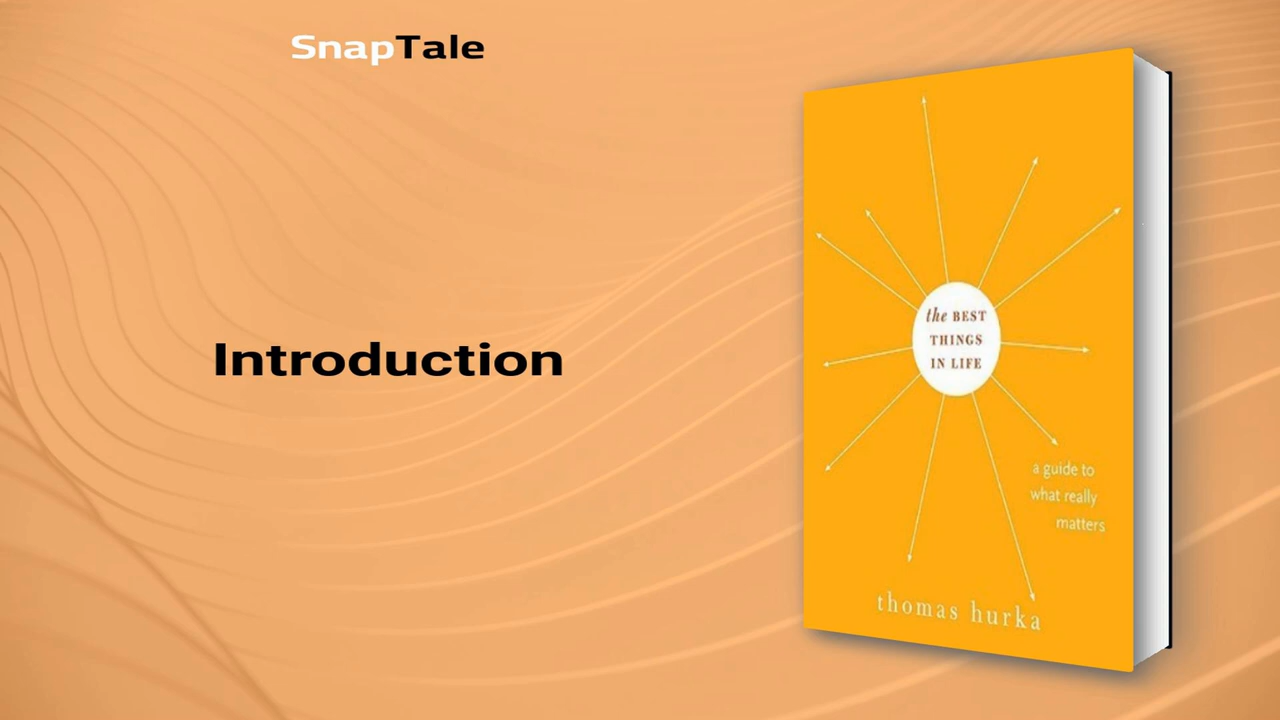 SnapTale
Introduction
the BEST
THINGS
IN LIFE
a guide to
what really
matters
thomas hurka